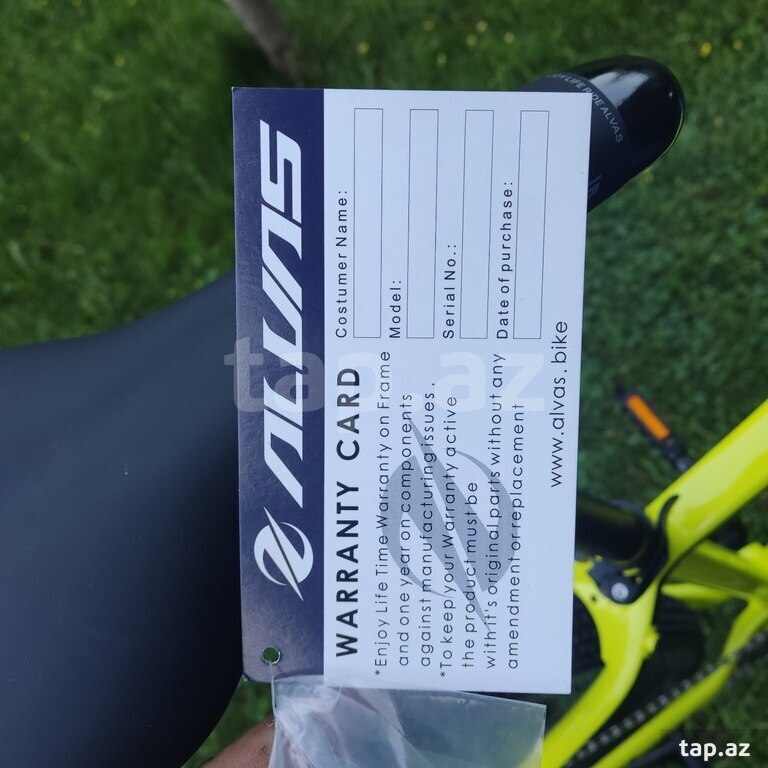 ALVAS
WARRANTY CARD
*Enjoy Life Time Warranty on Frame
and one year on components
against manufacturing issues..
*To keep your Warranty active
the product must be
with it's original parts without any
amendment or replacement
Costumer Name:
Model:
Serial No.:
Date of purchase:
www.alvas.bike
ENJOYLIFERIDEALVAS
tap.az
tap.az